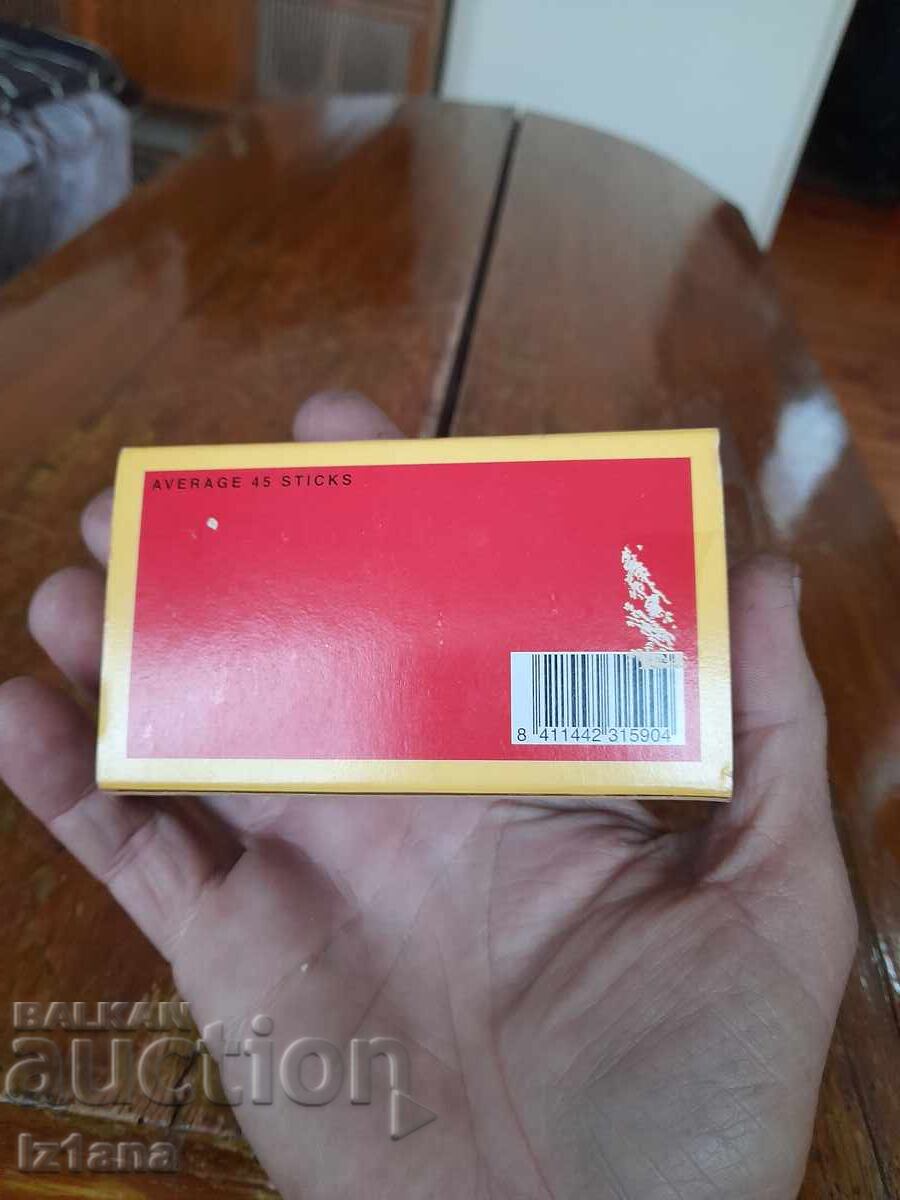 AVERAGE 45 STICKS
8 411442 315904
BALKAN
auction
Iz1ana